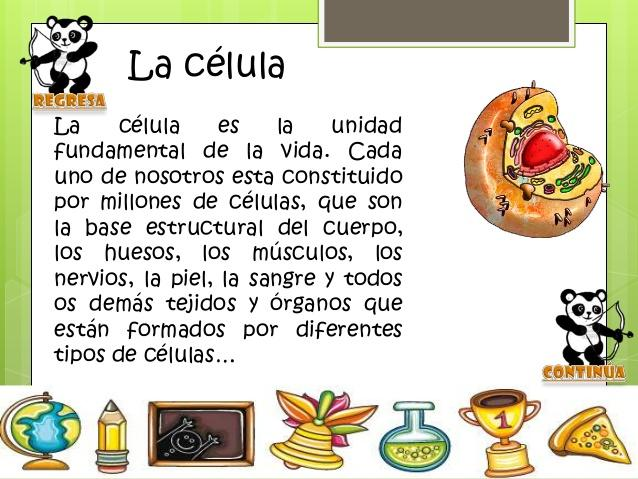 La célula
REGRESA
La célula es la unidad
fundamental de la vida. Cada
uno de nosotros esta constituido
por millones de células, que son
la base estructural del cuerpo,
los huesos, los músculos, los
nervios, la piel, la sangre y todos
os demás tejidos y órganos que
están formados por diferentes
tipos de células...
CONTINÚA
1